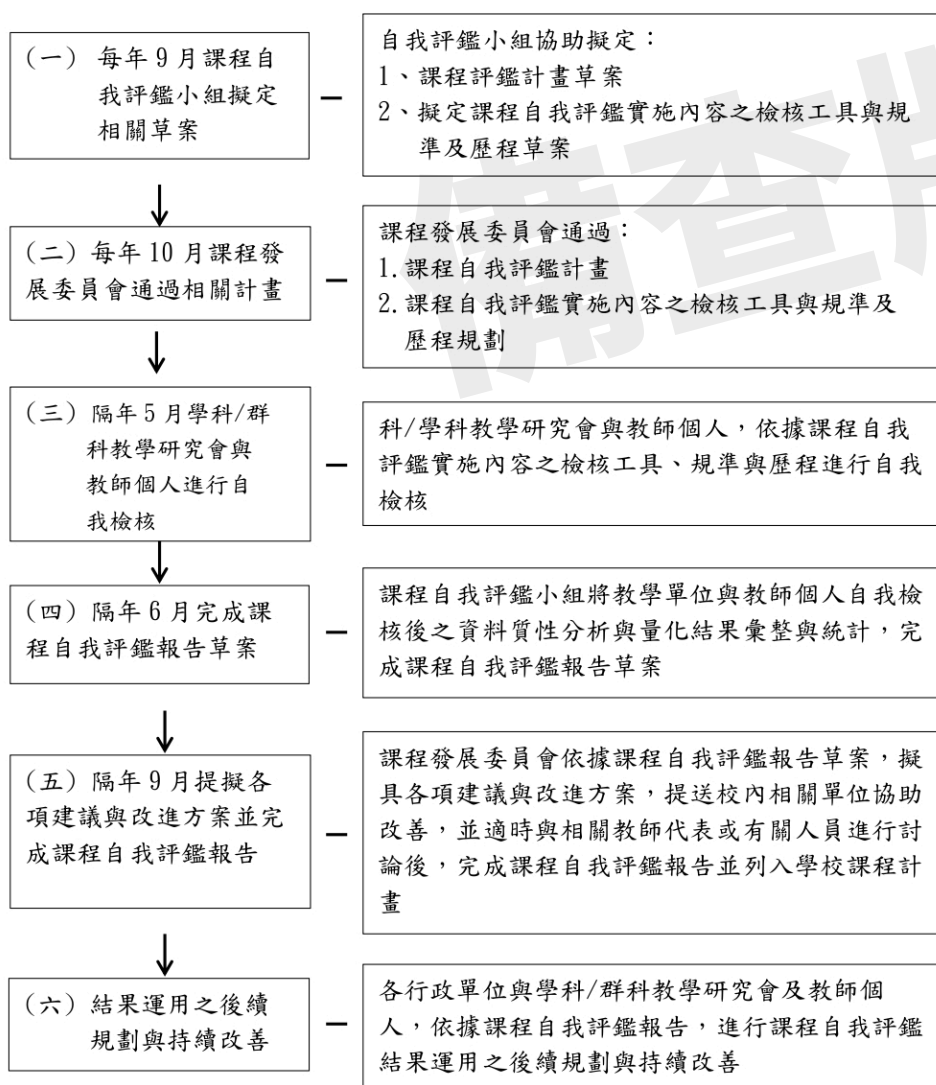 (一) 每年 9 月課程自
我評鑑小組擬定
相關草案
自我評鑑小組協助擬定：
1、課程評鑑計畫草案
2、擬定課程自我評鑑實施內容之檢核工具與規
準及歷程草案
(二) 每年 10 月課程發
展委員會通過相關計畫
課程發展委員會通過：
1.課程自我評鑑計畫
2.課程自我評鑑實施內容之檢核工具與規準及
歷程規劃
(三) 隔年 5 月學科/群
科教學研究會與
教師個人進行自
我檢核
科/學科教學研究會與教師個人，依據課程自我
評鑑實施內容之檢核工具、規準與歷程進行自我
檢核
(四) 隔年 6 月完成課
程自我評鑑報告草案
課程自我評鑑小組將教學單位與教師個人自我檢
核後之資料質性分析與量化結果彙整與統計，完
成課程自我評鑑報告草案
(五) 隔年 9 月提擬各
項建議與改進方案並完
成課程自我評鑑報告
課程發展委員會依據課程自我評鑑報告草案，擬
具各項建議與改進方案，提送校內相關單位協助
改善，並適時與相關教師代表或有關人員進行討
論後，完成課程自我評鑑報告並列入學校課程計
畫
(六) 結果運用之後續
規劃與持續改善
各行政單位與學科/群科教學研究會及教師個
人，依據課程自我評鑑報告，進行課程自我評鑑
結果運用之後續規劃與持續改善
備查版